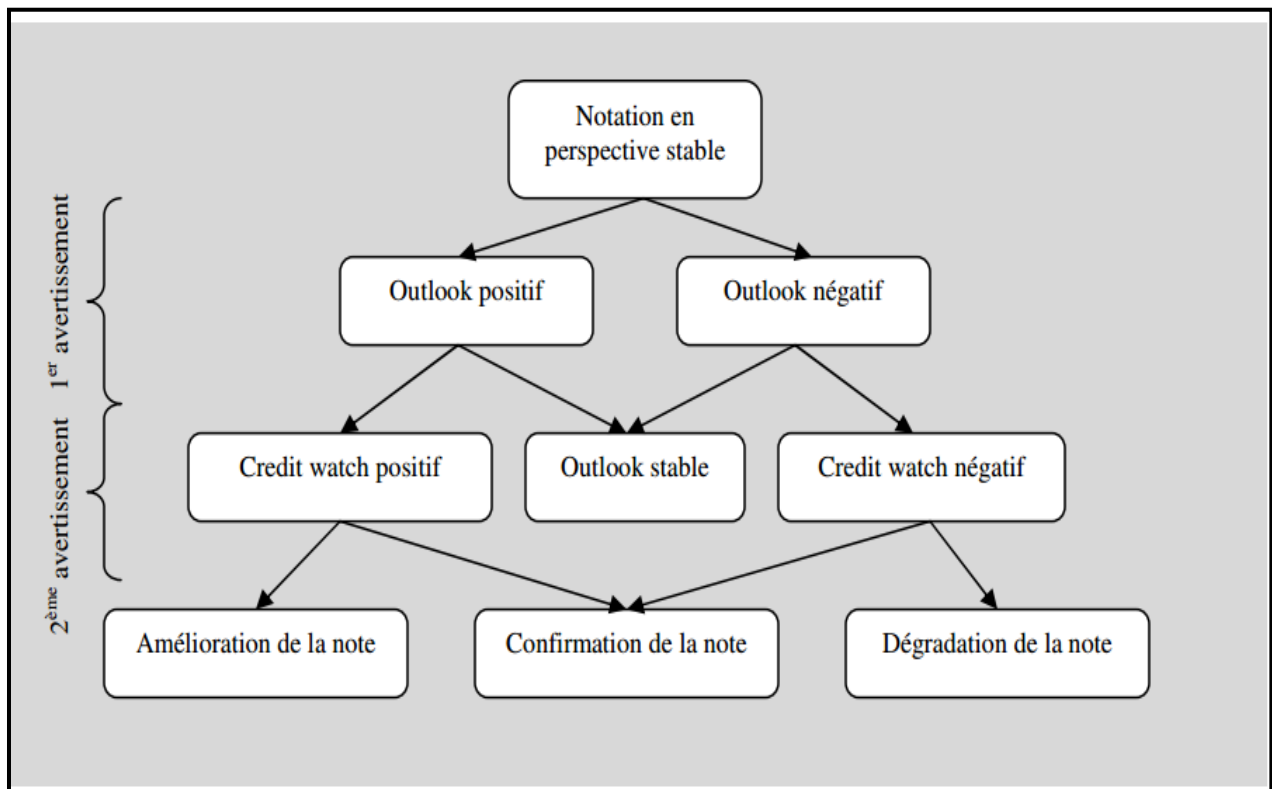 Notation en
perspective stable
1er avertissement
Outlook positif
Outlook négatif
2ème avertissement
Credit watch positif
Outlook stable
Credit watch négatif
Amélioration de la note
Confirmation de la note
Dégradation de la note